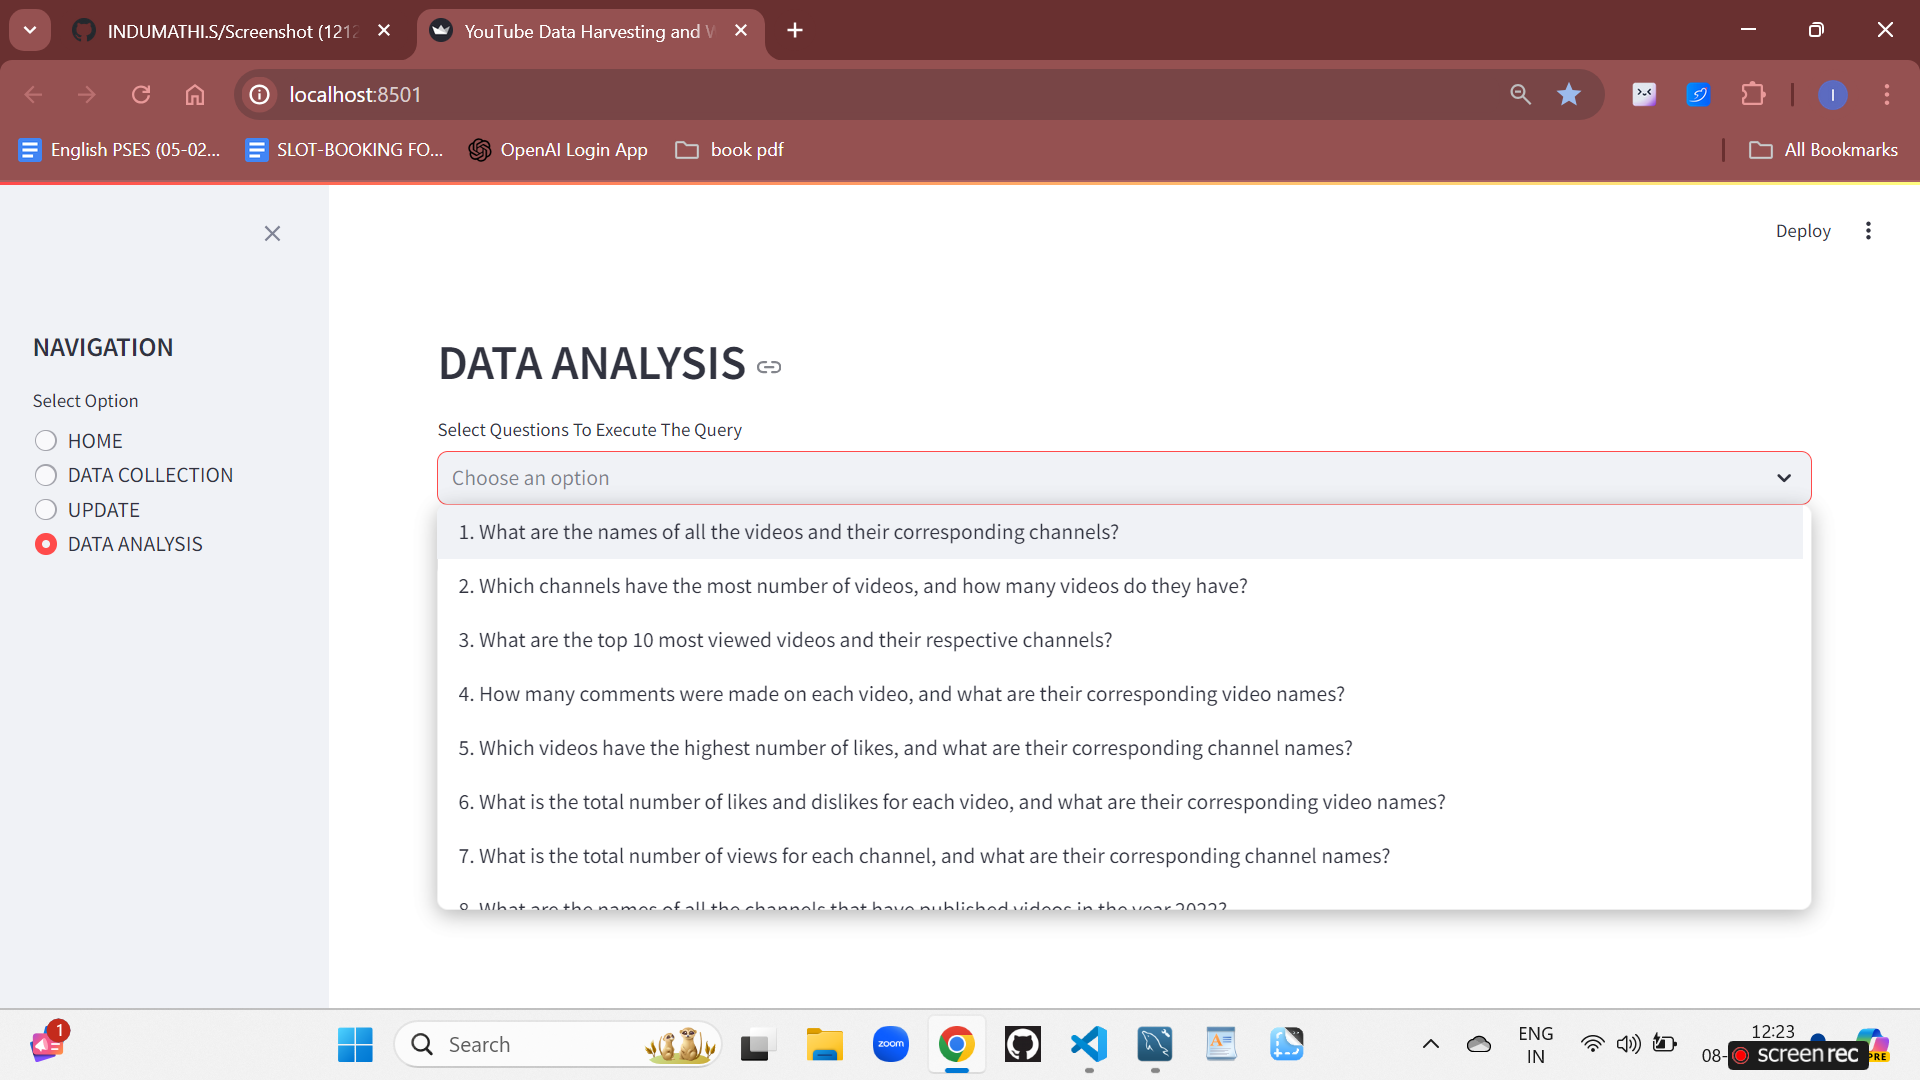 INDUMATHI.S/Screenshot (1212
YouTube Data Harvesting and W
localhost:8501
English PSES (05-02...
SLOT-BOOKING FO...
OpenAI Login App
book pdf
All Bookmarks
Deploy
NAVIGATION
Select Option
HOME
DATA COLLECTION
UPDATE
DATA ANALYSIS
DATA ANALYSIS
Select Questions To Execute The Query
Choose an option
1. What are the names of all the videos and their corresponding channels?
2. Which channels have the most number of videos, and how many videos do they have?
3. What are the top 10 most viewed videos and their respective channels?
4. How many comments were made on each video, and what are their corresponding video names?
5. Which videos have the highest number of likes, and what are their corresponding channel names?
6. What is the total number of likes and dislikes for each video, and what are their corresponding video names?
7. What is the total number of views for each channel, and what are their corresponding channel names?
8. What are the names of all the channels that have published videos in the year 2022?
1
Search
zoom
ENG
IN
12:23
08-
screen rec
PRE
I